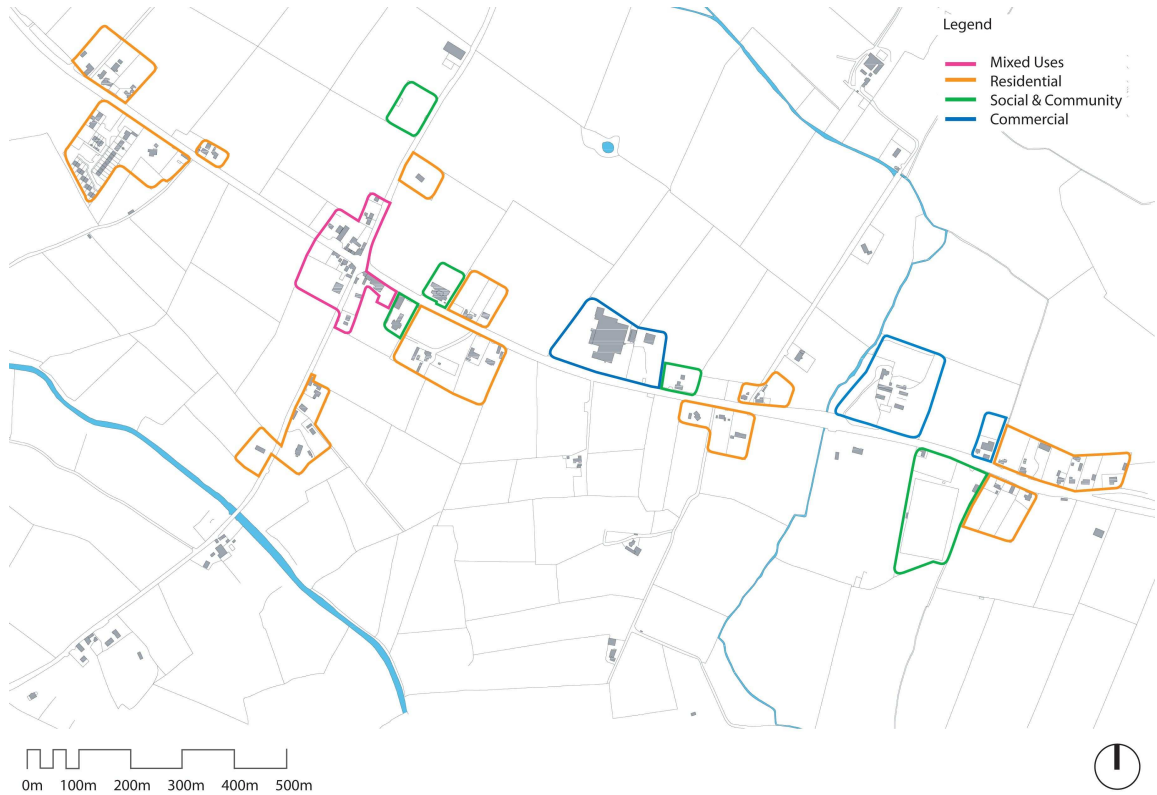 Legend
Mixed Uses
Residential
Social & Community
Commercial
0m 100m 200m 300m 400m 500m